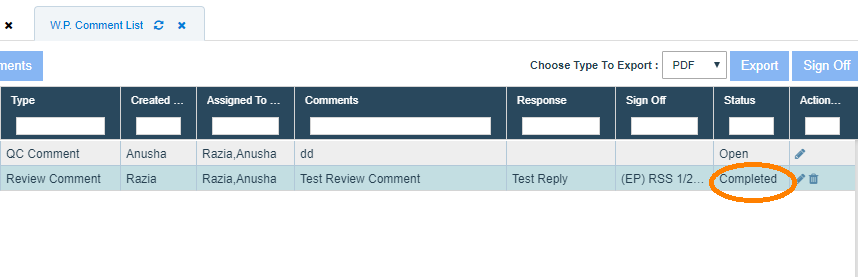 W.P. Comment List
ments Choose Type To Export : PDF Export Sign Off
Type Created ... Assigned To ... Comments Response Sign Off Status Action...
QC Comment Anusha Razia,Anusha dd Open
Review Comment Razia Razia,Anusha Test Review Comment Test Reply (EP) RSS 1/2... Completed